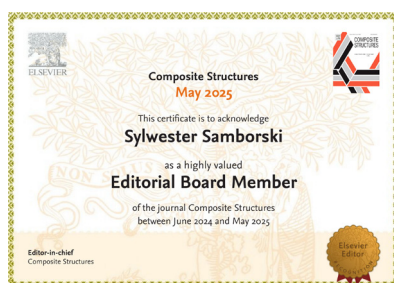 ELSEVIER
COMPOSITE
STRUCTURES
Composite Structures
May 2025
This certificate is to acknowledge
Sylwester Samborski
as a highly valued
Editorial Board Member
of the journal Composite Structures
between June 2024 and May 2025
Editor-in-chief
Composite Structures
Elsevier
Editor